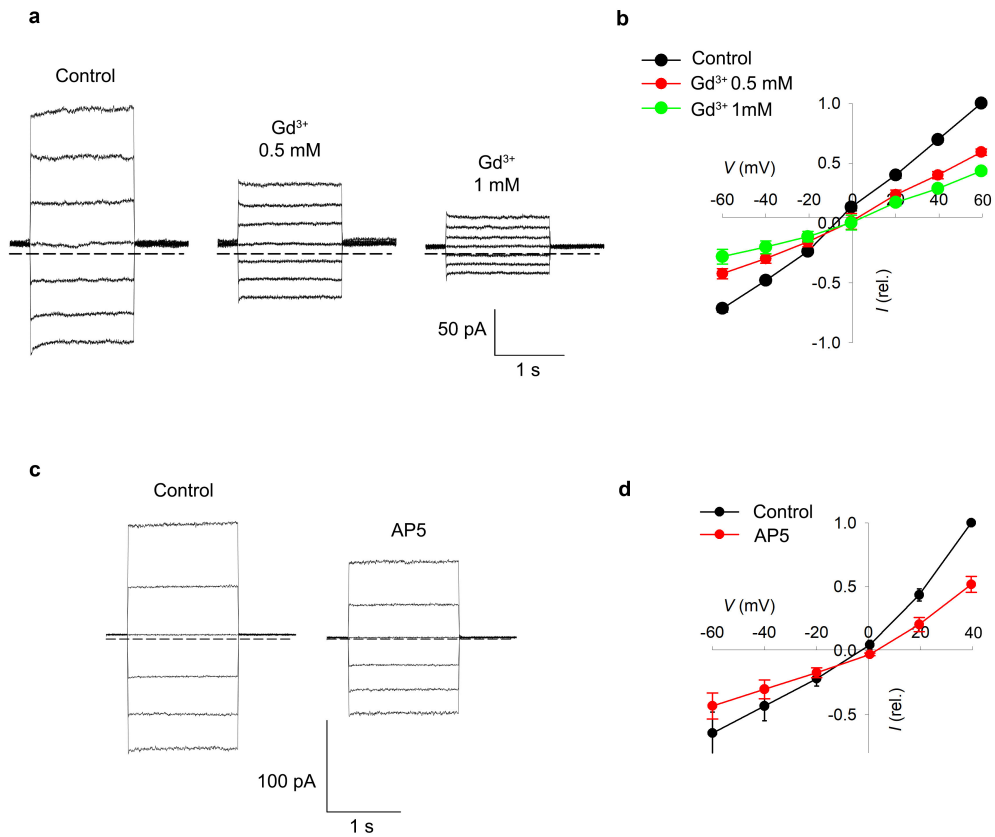 a
Control
Gd³⁺
0.5 mM
Gd³⁺
1 mM
50 pA
1 s
b
Control
Gd³⁺ 0.5 mM
Gd³⁺ 1mM
1.0
0.5
V (mV)
-60 -40 -20 0 20 40 60
0.0
-0.5
-1.0
I (rel.)
c
Control
AP5
100 pA
1 s
d
Control
AP5
1.0
0.5
V (mV)
-60 -40 -20 0 20 40
0.0
-0.5
I (rel.)